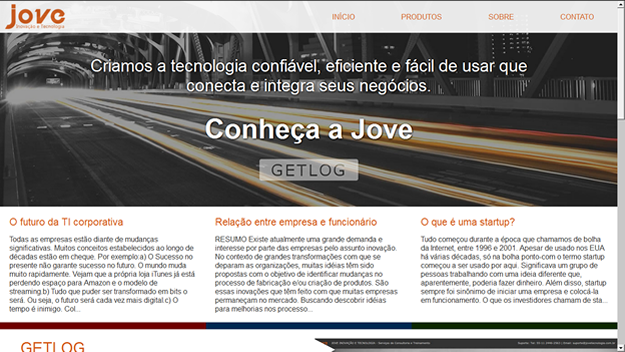 jove
Inovação e Tecnologia
INÍCIO
PRODUTOS
SOBRE
CONTATO
Criamos a tecnologia confiável, eficiente e fácil de usar que
conecta e integra seus negócios.
Conheça a Jove
GETLOG
O futuro da TI corporativa
Todas as empresas estão diante de mudanças
significativas. Muitos conceitos estabelecidos ao longo de
décadas estão em cheque. Por exemplo:a) O Sucesso no
presente não garante sucesso no futuro. O mundo muda
muito rapidamente. Vejam que a própria loja iTunes já está
perdendo espaço para Amazon e o modelo de
streaming.b) Tudo que puder ser transformado em bits o
será. Ou seja, o futuro será cada vez mais digital.c) O
tempo é inimigo. Col...
Relação entre empresa e funcionário
RESUMO Existe atualmente uma grande demanda e
interesse por parte das empresas pelo assunto inovação.
No contexto de grandes transformações com que se
deparam as organizações, muitas idéias têm sido
propostas com o objetivo de identificar mudanças no
processo de fabricação e/ou criação de produtos. São
essas inovações que têm feito com que muitas empresas
permaneçam no mercado. Buscando descobrir idéias
para melhorias nos processo...
O que é uma startup?
Tudo começou durante a época que chamamos de bolha
da Internet, entre 1996 e 2001. Apesar de usado nos EUA
há várias décadas, só na bolha ponto-com o termo startup
começou a ser usado por aqui. Significava um grupo de
pessoas trabalhando com uma ideia diferente que,
aparentemente, poderia fazer dinheiro. Além disso, startup
sempre foi sinônimo de iniciar uma empresa e colocá-la
em funcionamento. O que os investidores chamam de sta...
GETLOG